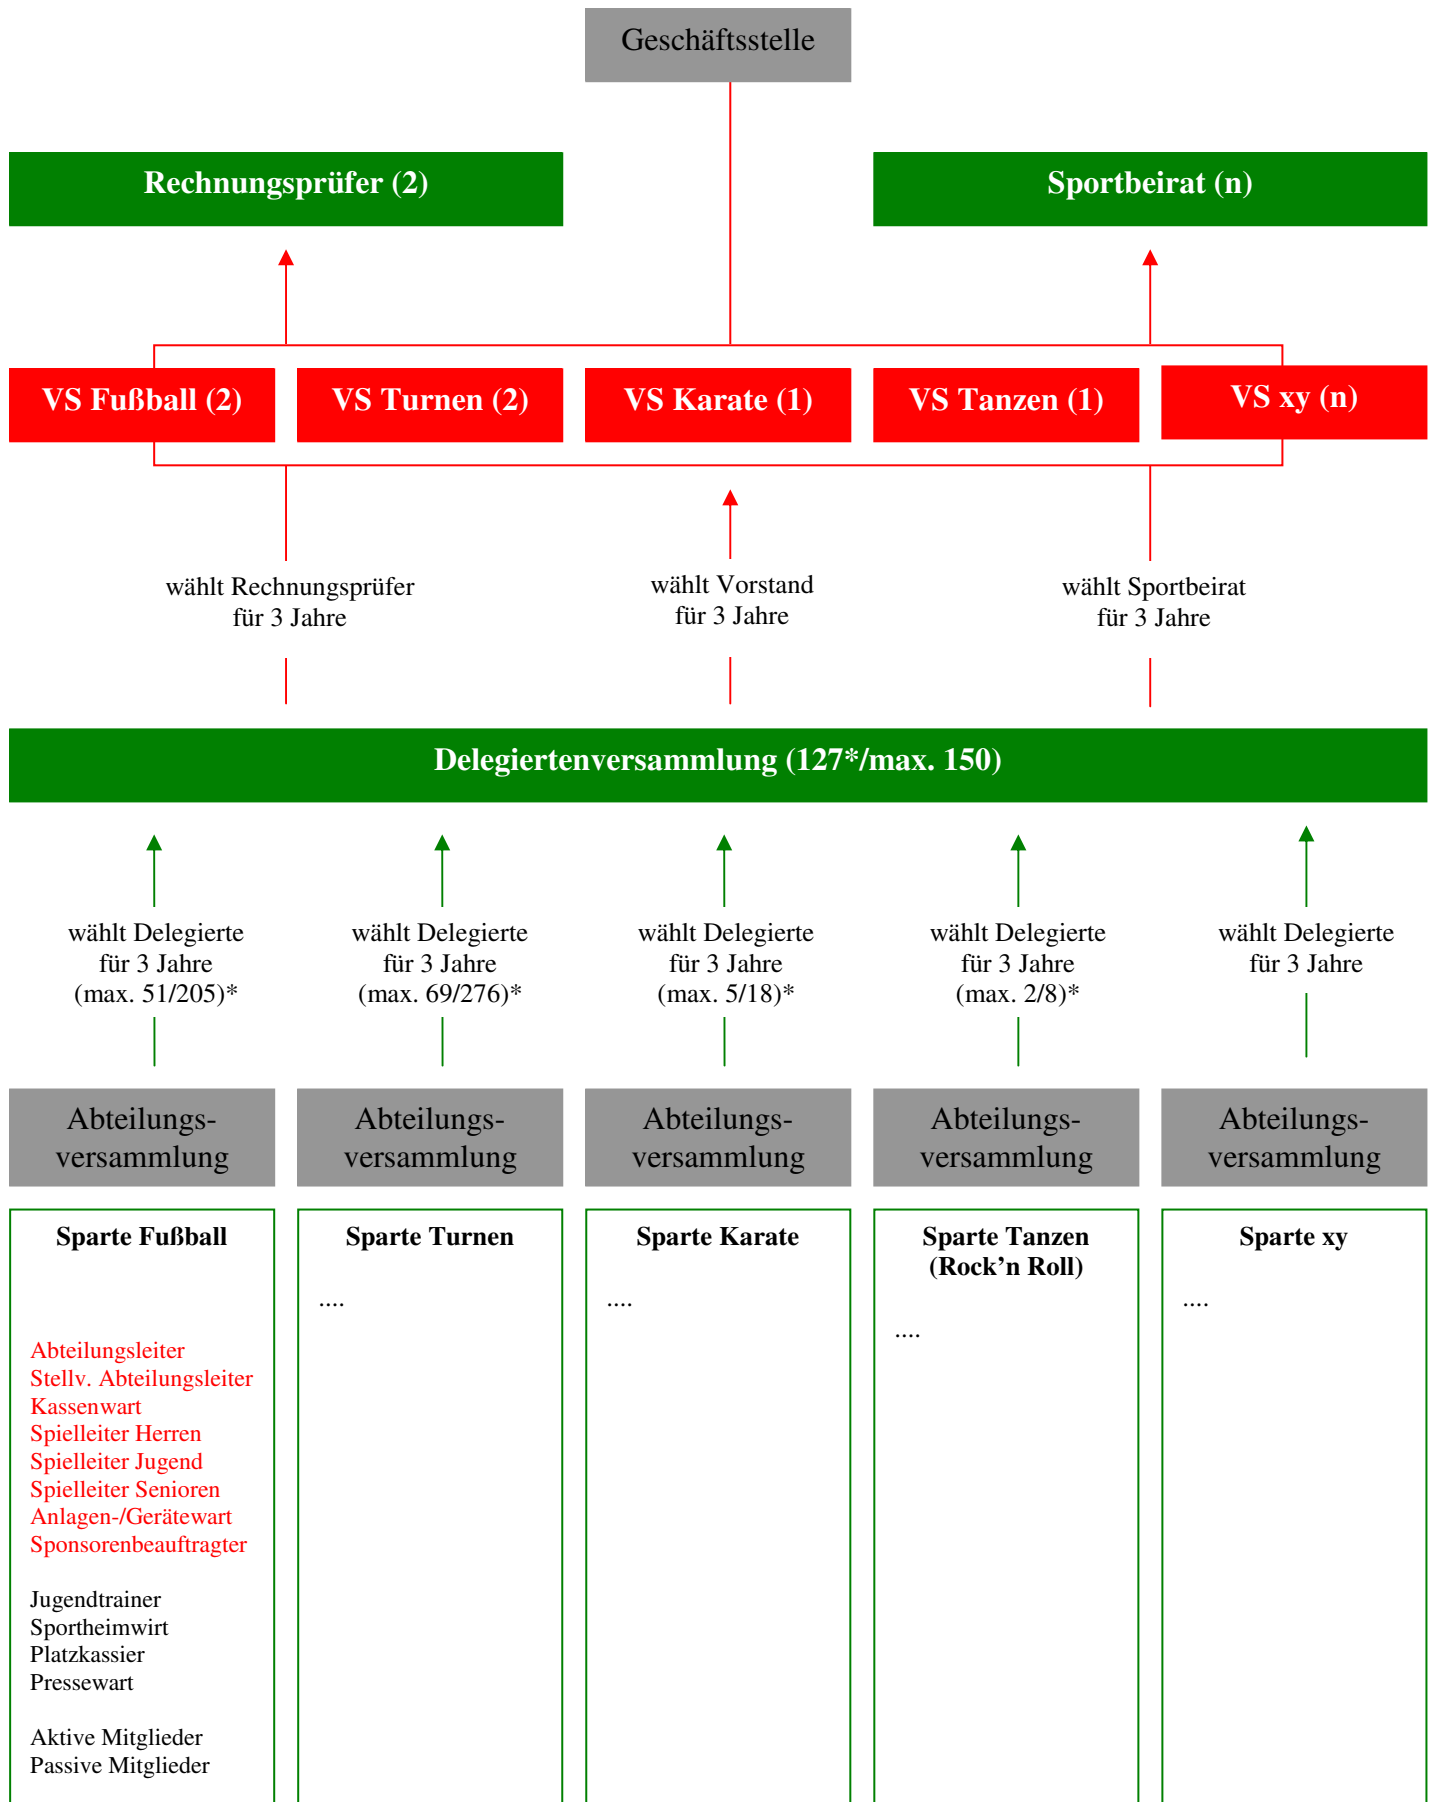 Geschäftsstelle
Rechnungsprüfer (2)
Sportbeirat (n)
VS Fußball (2)
VS Turnen (2)
VS Karate (1)
VS Tanzen (1)
VS xy (n)
wählt Rechnungsprüfer
für 3 Jahre
wählt Vorstand
für 3 Jahre
wählt Sportbeirat
für 3 Jahre
Delegiertenversammlung (127*/max. 150)
wählt Delegierte
für 3 Jahre
(max. 51/205)*
wählt Delegierte
für 3 Jahre
(max. 69/276)*
wählt Delegierte
für 3 Jahre
(max. 5/18)*
wählt Delegierte
für 3 Jahre
(max. 2/8)*
wählt Delegierte
für 3 Jahre
Abteilungs-
versammlung
Abteilungs-
versammlung
Abteilungs-
versammlung
Abteilungs-
versammlung
Abteilungs-
versammlung
Sparte Fußball
Abteilungsleiter
Stellv. Abteilungsleiter
Kassenwart
Spielleiter Herren
Spielleiter Jugend
Spielleiter Senioren
Anlagen-/Gerätewart
Sponsorenbeauftragter
Jugendtrainer
Sportheimwirt
Platzkassier
Pressewart
Aktive Mitglieder
Passive Mitglieder
Sparte Turnen
....
Sparte Karate
....
Sparte Tanzen
(Rock’n Roll)
....
Sparte xy
....